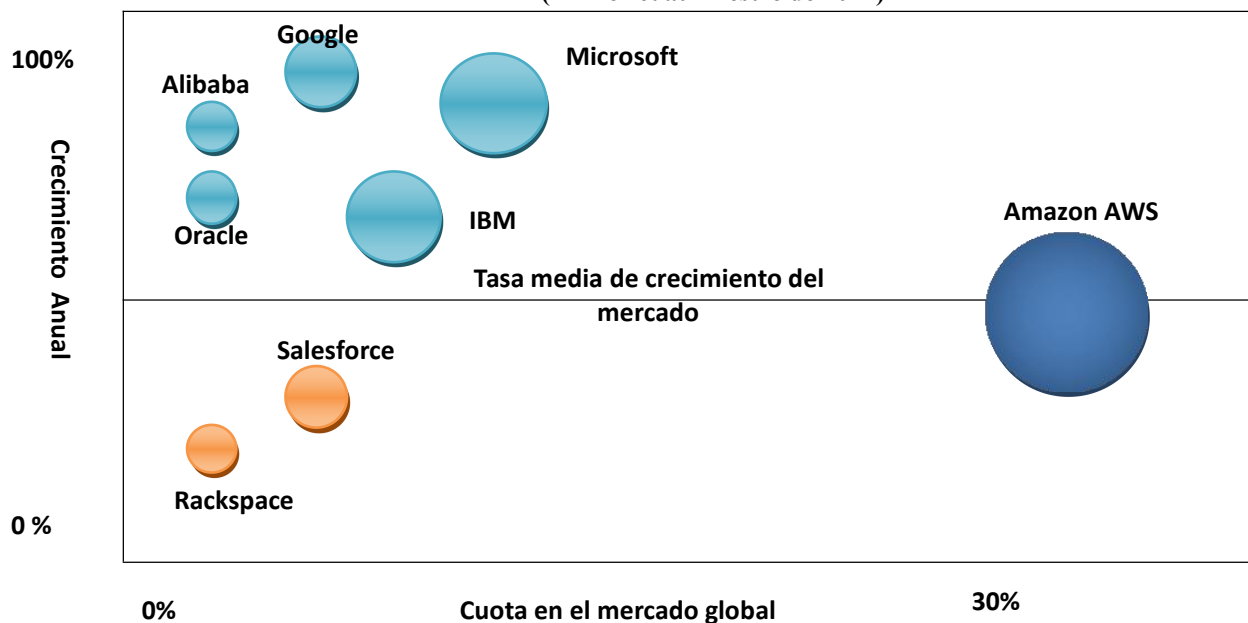 100%
Google
Microsoft
Alibaba
Crecimiento Anual
Oracle
IBM
Amazon AWS
Tasa media de crecimiento del
mercado
Salesforce
Rackspace
0 %
0%
Cuota en el mercado global
30%